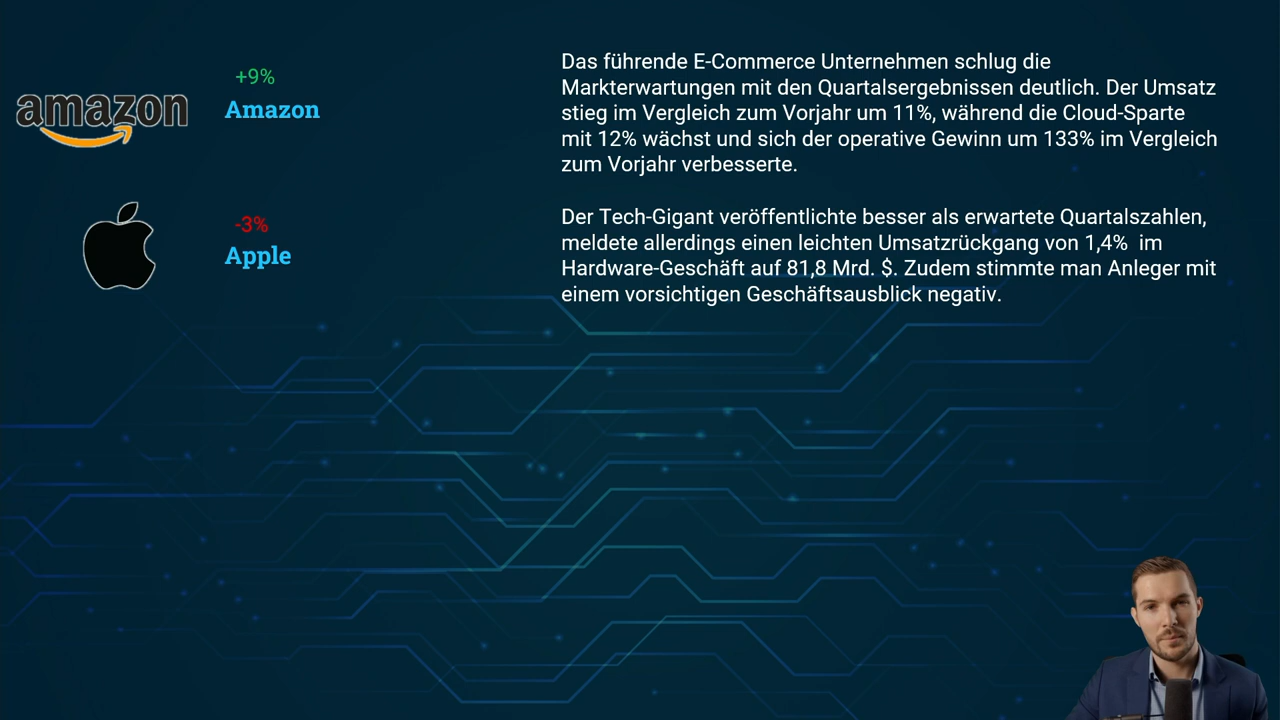 +9%
amazon
Amazon
Das führende E-Commerce Unternehmen schlug die
Markterwartungen mit den Quartalsergebnissen deutlich. Der Umsatz
stieg im Vergleich zum Vorjahr um 11%, während die Cloud-Sparte
mit 12% wächst und sich der operative Gewinn um 133% im Vergleich
zum Vorjahr verbesserte.
-3%
Apple
Der Tech-Gigant veröffentlichte besser als erwartete Quartalszahlen,
meldete allerdings einen leichten Umsatzrückgang von 1,4%  im
Hardware-Geschäft auf 81,8 Mrd. $. Zudem stimmte man Anleger mit
einem vorsichtigen Geschäftsausblick negativ.